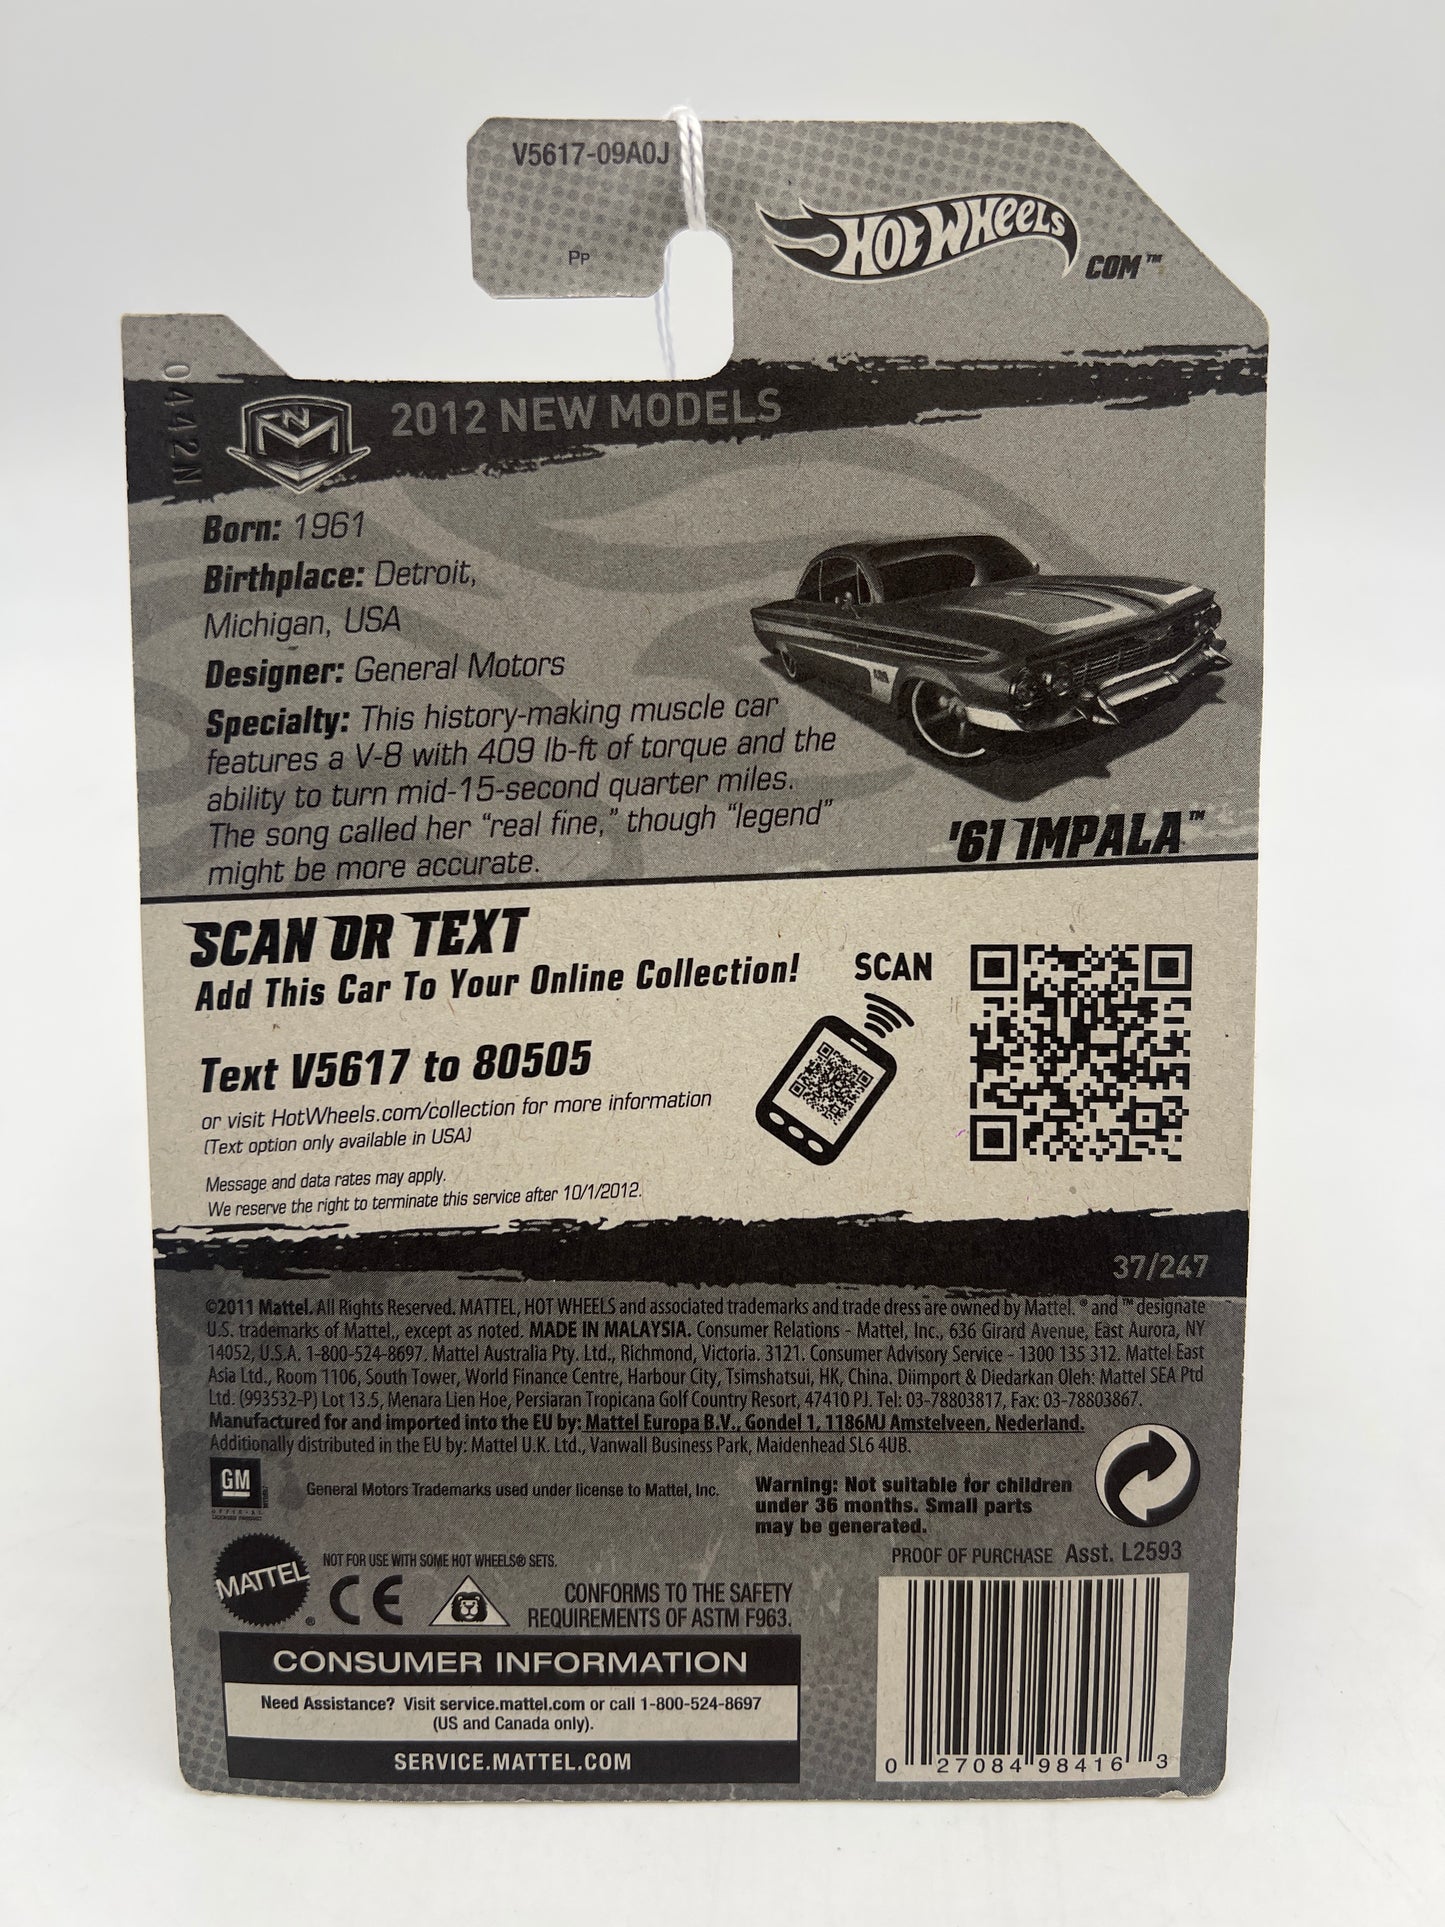 V5617-09A0J
PP
HOT WHEELS
.COM™
0442N
NM
2012 NEW MODELS
Born: 1961
Birthplace: Detroit,
Michigan, USA
Designer: General Motors
Specialty: This history-making muscle car
features a V-8 with 409 lb-ft of torque and the
ability to turn mid-15-second quarter miles.
The song called her "real fine," though "legend"
might be more accurate.
'61 IMPALA™
SCAN OR TEXT
Add This Car To Your Online Collection!
SCAN
Text V5617 to 80505
or visit HotWheels.com/collection for more information
(Text option only available in USA)
Message and data rates may apply.
We reserve the right to terminate this service after 10/1/2012.
37/247
©2011 Mattel. All Rights Reserved. MATTEL, HOT WHEELS and associated trademarks and trade dress are owned by Mattel. ® and ™ designate
U.S. trademarks of Mattel., except as noted. MADE IN MALAYSIA. Consumer Relations - Mattel, Inc., 636 Girard Avenue, East Aurora, NY
14052, U.S.A. 1-800-524-8697. Mattel Australia Pty. Ltd., Richmond, Victoria. 3121. Consumer Advisory Service - 1300 135 312. Mattel East
Asia Ltd., Room 1106, South Tower, World Finance Centre, Harbour City, Tsimshatsui, HK, China. Diimport & Diedarkan Oleh: Mattel SEA Ptd
Ltd. (993532-P) Lot 13.5, Menara Lien Hoe, Persiaran Tropicana Golf Country Resort, 47410 PJ. Tel: 03-78803817, Fax: 03-78803867.
Manufactured for and imported into the EU by: Mattel Europa B.V., Gondel 1, 1186MJ Amstelveen, Nederland.
Additionally distributed in the EU by: Mattel U.K. Ltd., Vanwall Business Park, Maidenhead SL6 4UB.
GM
OFFICIAL
LICENSED PRODUCT
General Motors Trademarks used under license to Mattel, Inc.
Warning: Not suitable for children
under 36 months. Small parts
may be generated.
MATTEL®
NOT FOR USE WITH SOME HOT WHEELS® SETS.
CE
CONFORMS TO THE SAFETY
REQUIREMENTS OF ASTM F963.
PROOF OF PURCHASE Asst. L2593
CONSUMER INFORMATION
Need Assistance? Visit service.mattel.com or call 1-800-524-8697
(US and Canada only).
SERVICE.MATTEL.COM
0 27084 98416 3